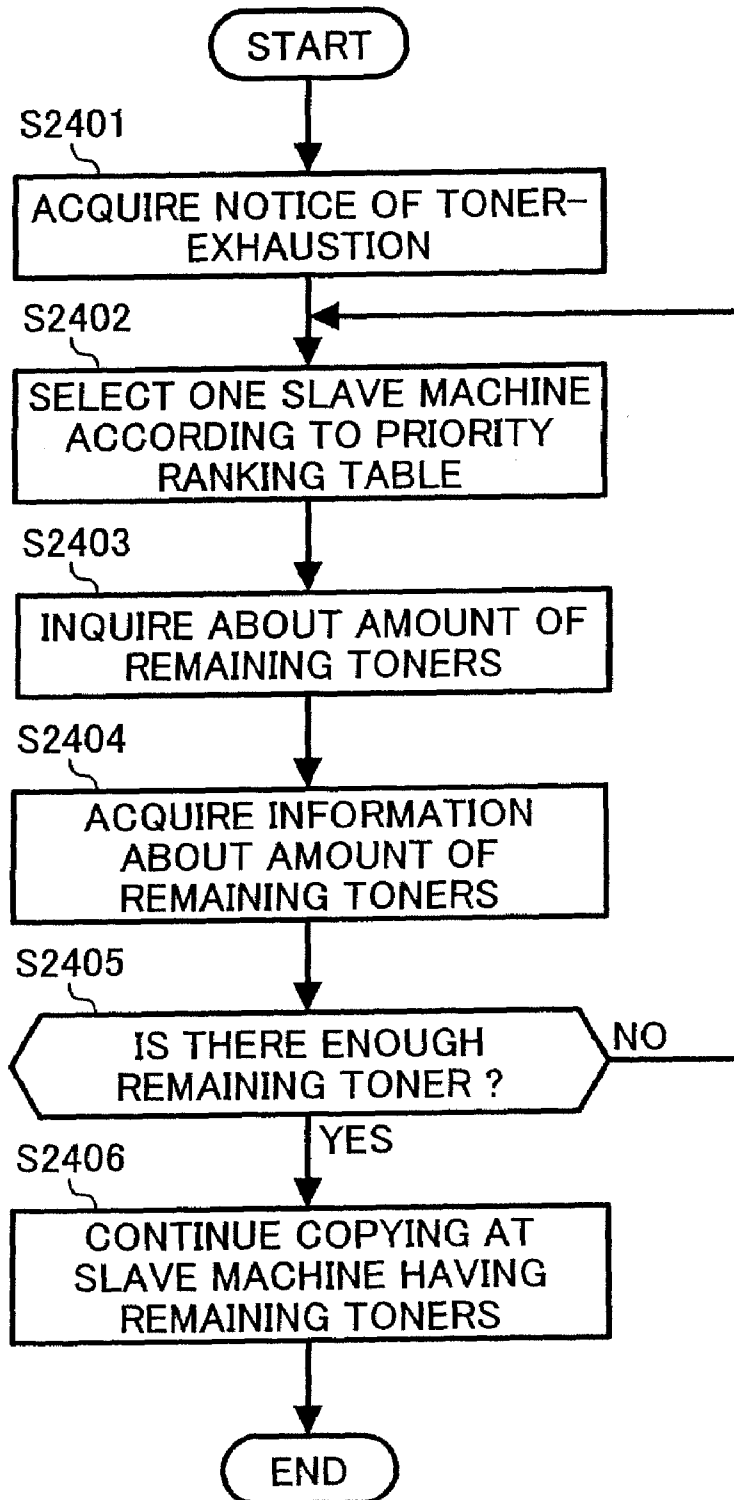 START
S2401
ACQUIRE NOTICE OF TONER-
EXHAUSTION
S2402
SELECT ONE SLAVE MACHINE
ACCORDING TO PRIORITY
RANKING TABLE
S2403
INQUIRE ABOUT AMOUNT OF
REMAINING TONERS
S2404
ACQUIRE INFORMATION
ABOUT AMOUNT OF
REMAINING TONERS
S2405
IS THERE ENOUGH
REMAINING TONER ?
NO
YES
S2406
CONTINUE COPYING AT
SLAVE MACHINE HAVING
REMAINING TONERS
END